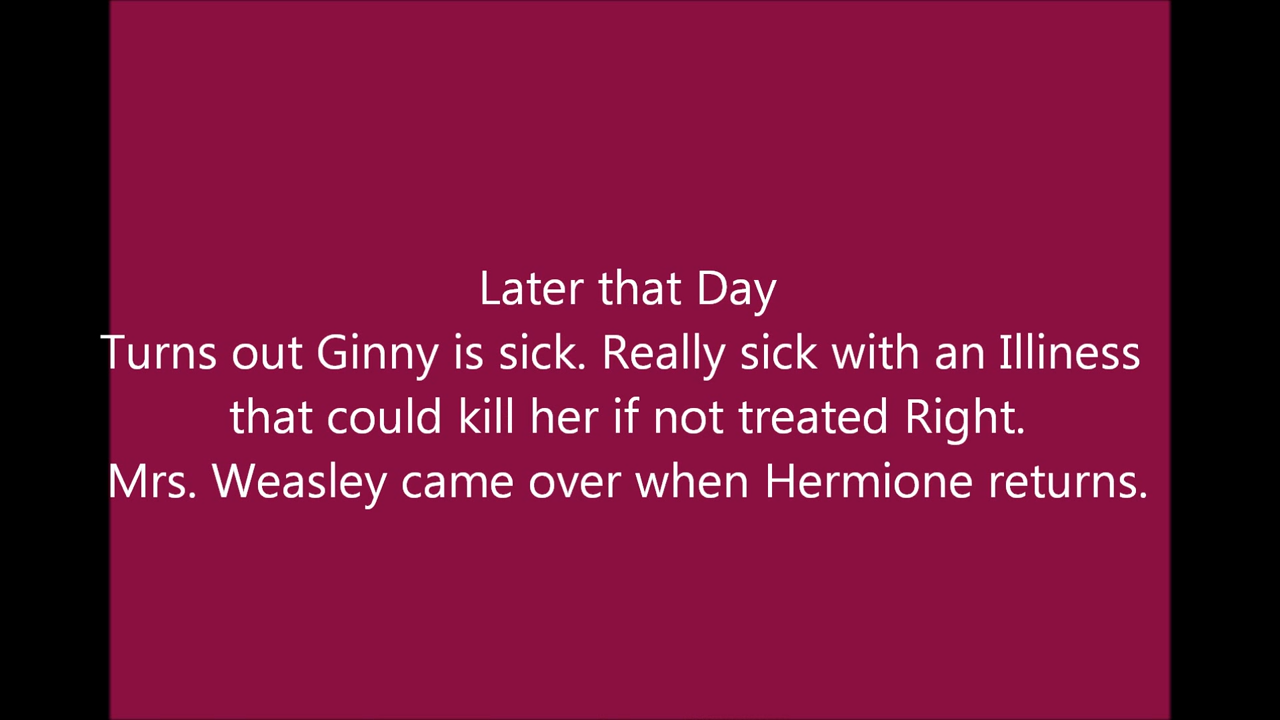 Later that Day
Turns out Ginny is sick. Really sick with an Illiness
that could kill her if not treated Right.
Mrs. Weasley came over when Hermione returns.